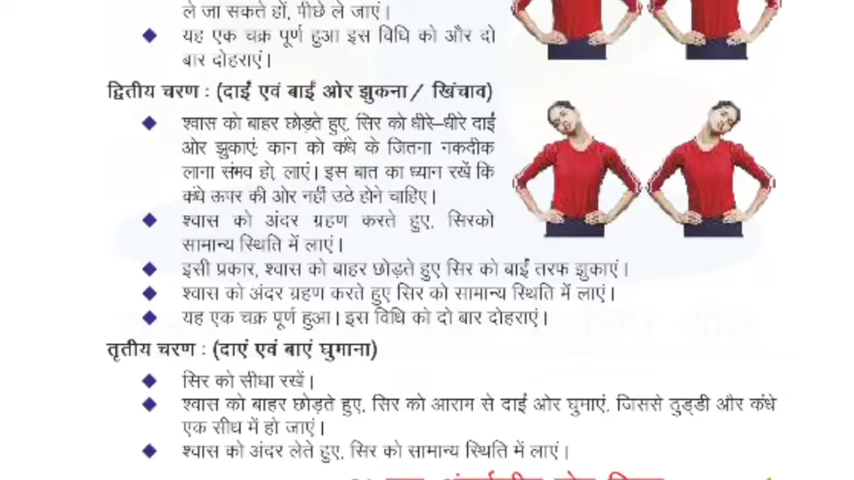 ले जा सकते हों, पीछे ले जाएं।
यह एक चक्र पूर्ण हुआ इस विधि को और दो
बार दोहराएं।
द्वितीय चरण : (दाईं एवं बाईं ओर झुकना / खिंचाव)
श्वास को बाहर छोड़ते हुए, सिर को धीरे–धीरे दाईं
ओर झुकाएं, कान को कंधे के जितना नकदीक
लाना संभव हो, लाएं। इस बात का ध्यान रखें कि
कंधे ऊपर की ओर नहीं उठे होने चाहिए।
श्वास को अंदर ग्रहण करते हुए, सिरको
सामान्य स्थिति में लाएं।
इसी प्रकार, श्वास को बाहर छोड़ते हुए सिर को बाईं तरफ झुकाएं।
श्वास को अंदर ग्रहण करते हुए सिर को सामान्य स्थिति में लाएं।
यह एक चक्र पूर्ण हुआ। इस विधि को दो बार दोहराएं।
तृतीय चरण : (दाएं एवं बाएं घुमाना)
सिर को सीधा रखें।
श्वास को बाहर छोड़ते हुए, सिर को आराम से दाईं ओर घुमाएं, जिससे ठुड्डी और कंधे
एक सीध में हो जाएं।
श्वास को अंदर लेते हुए, सिर को सामान्य स्थिति में लाएं।